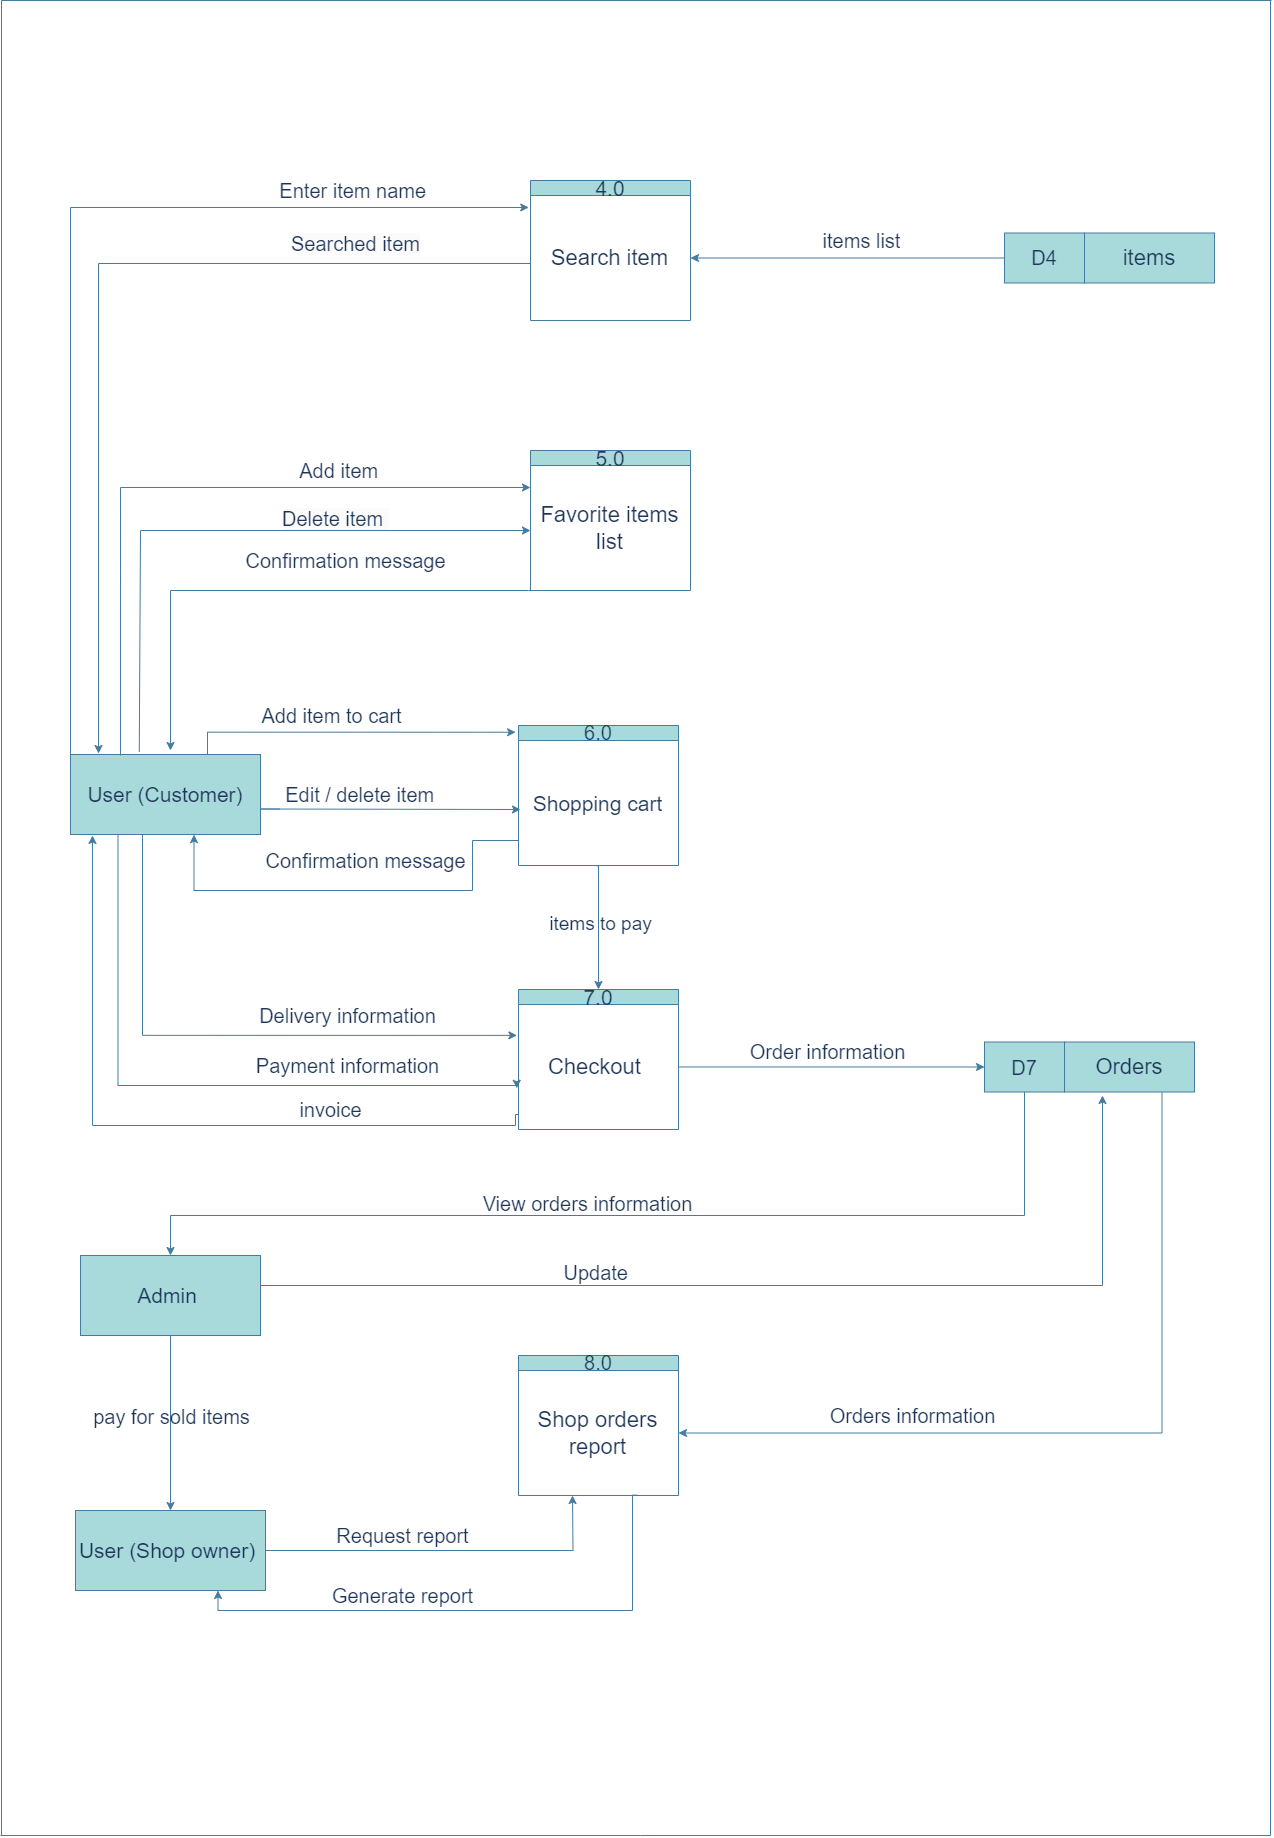 Enter item name
4.0
Searched item
Search item
items list
D4
items
Add item
5.0
Delete item
Favorite items
list
Confirmation message
Add item to cart
6.0
User (Customer)
Edit / delete item
Shopping cart
Confirmation message
items to pay
7.0
Delivery information
Payment information
Checkout
Order information
D7
Orders
invoice
View orders information
Admin
Update
8.0
pay for sold items
Shop orders
report
Orders information
User (Shop owner)
Request report
Generate report